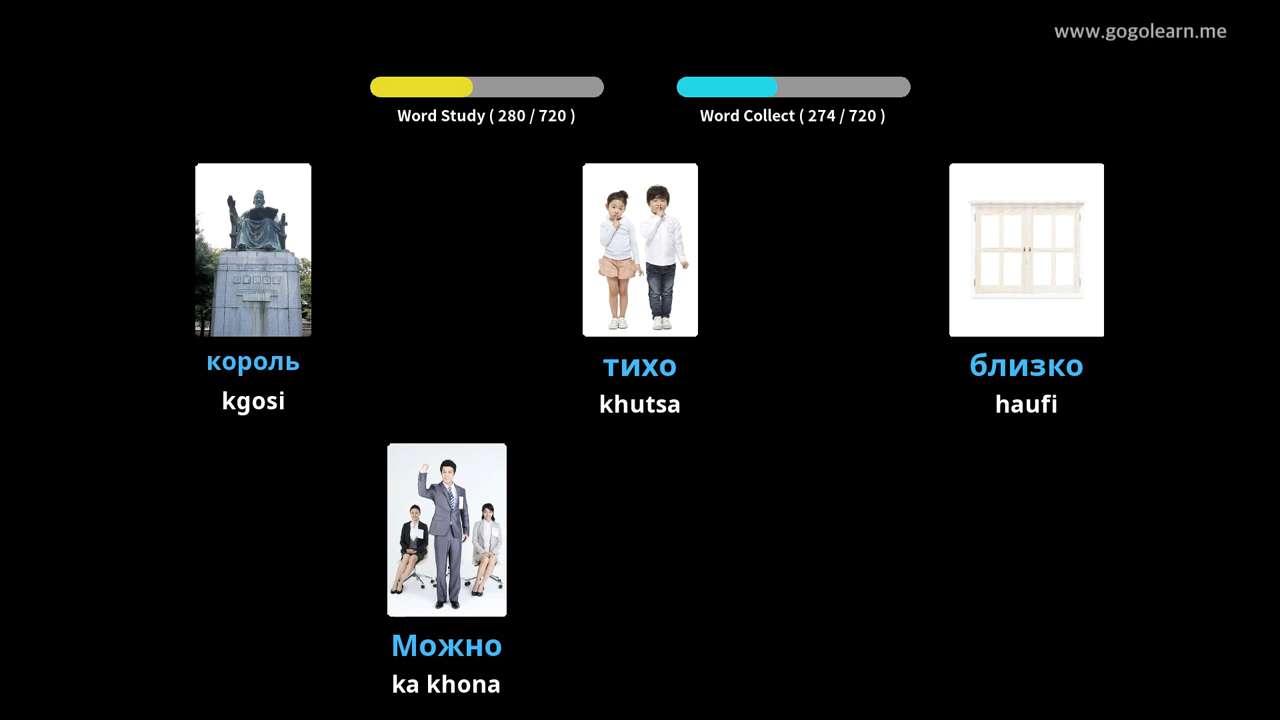 www.gogolearn.me
Word Study ( 280 / 720 )
Word Collect ( 274 / 720 )
король
kgosi
тихо
khutsa
близко
haufi
Можно
ka khona